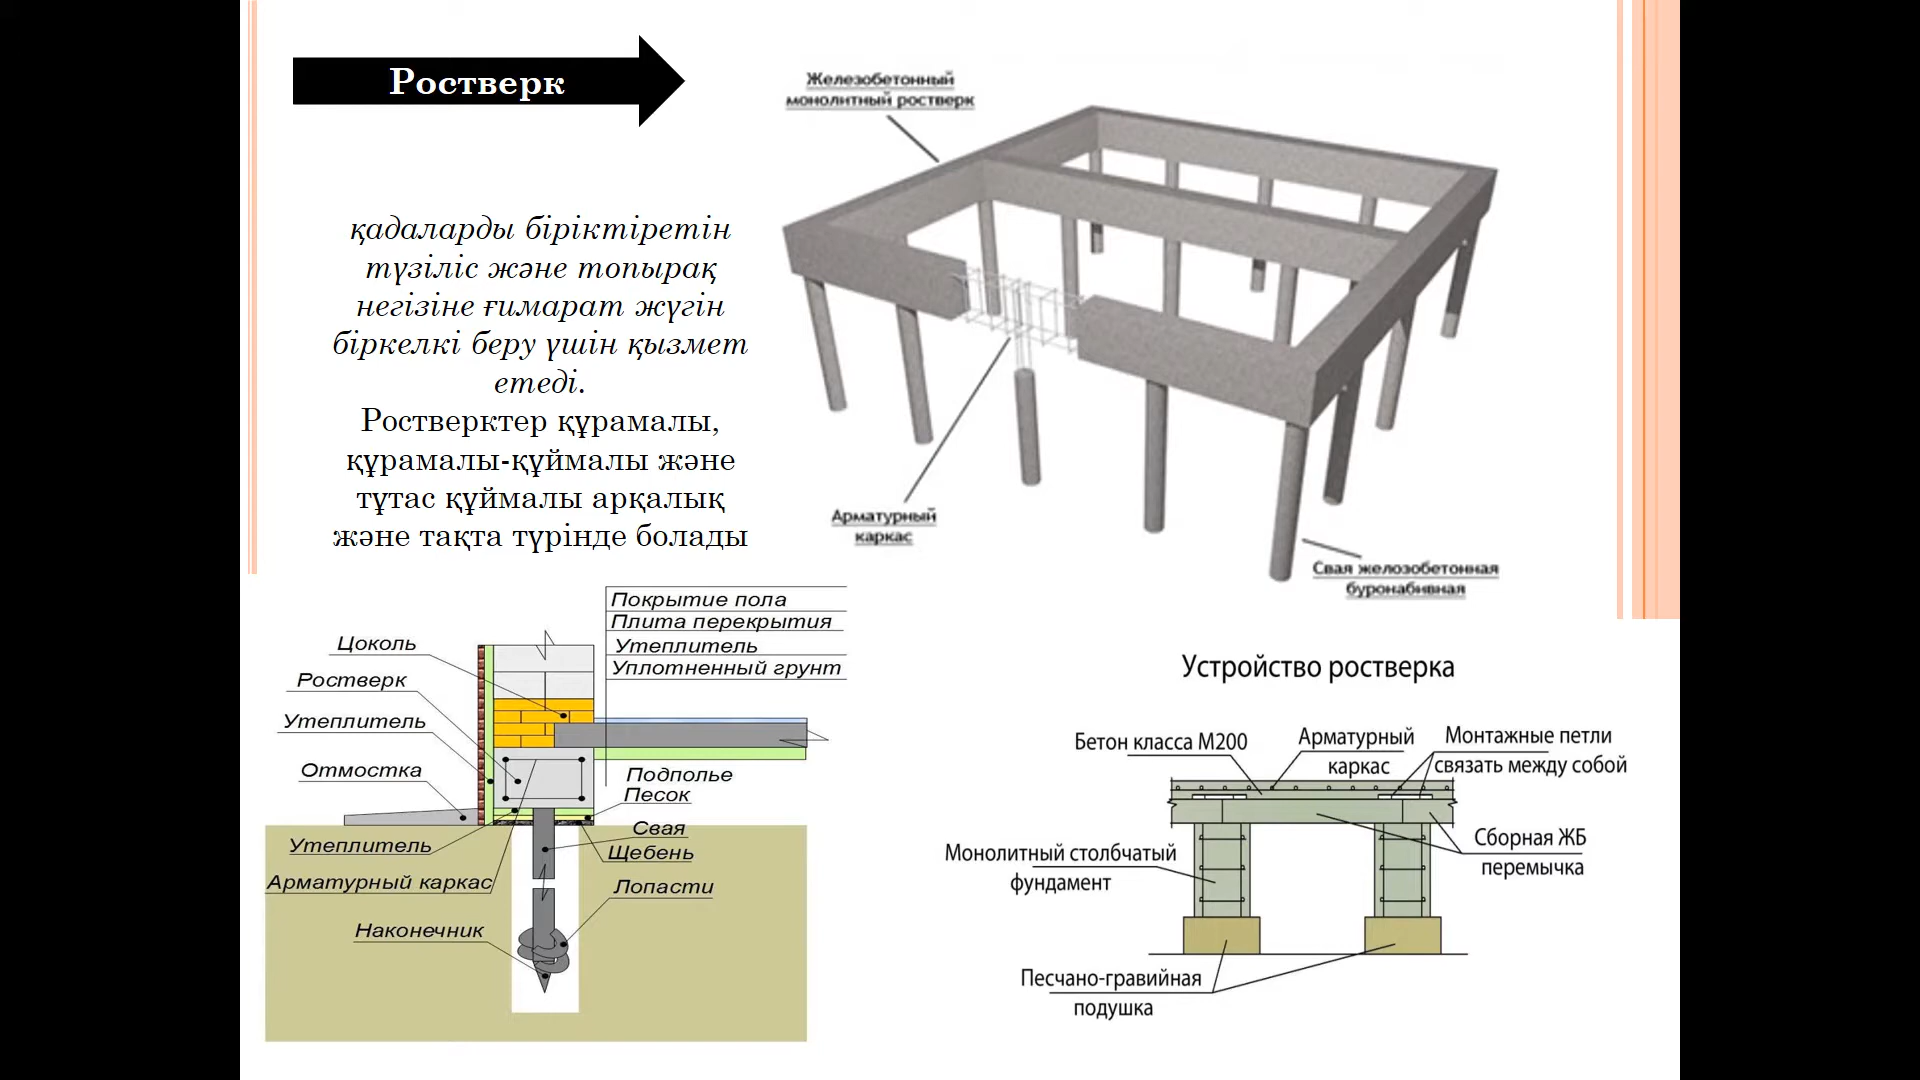 Ростверк
қадаларды біріктіретін
түзіліс және топырақ
негізіне ғимарат жүгін
біркелкі беру үшін қызмет
етеді.
Ростверктер құрамалы,
құрамалы-құймалы және
тұтас құймалы арқалық
және тақта түрінде болады
Железобетонный
монолитный ростверк
Арматурный
каркас
Свая желозобетонная
буронабивная
Покрытие пола
Плита перекрытия
Утеплитель
Уплотненный грунт
Цоколь
Ростверк
Утеплитель
Отмостка
Утеплитель
Арматурный каркас
Наконечник
Подполье
Песок
Свая
Щебень
Лопасти
Устройство ростверка
Бетон класса М200
Арматурный
каркас
Монтажные петли
связать между собой
Монолитный столбчатый
фундамент
Сборная ЖБ
перемычка
Песчано-гравийная
подушка